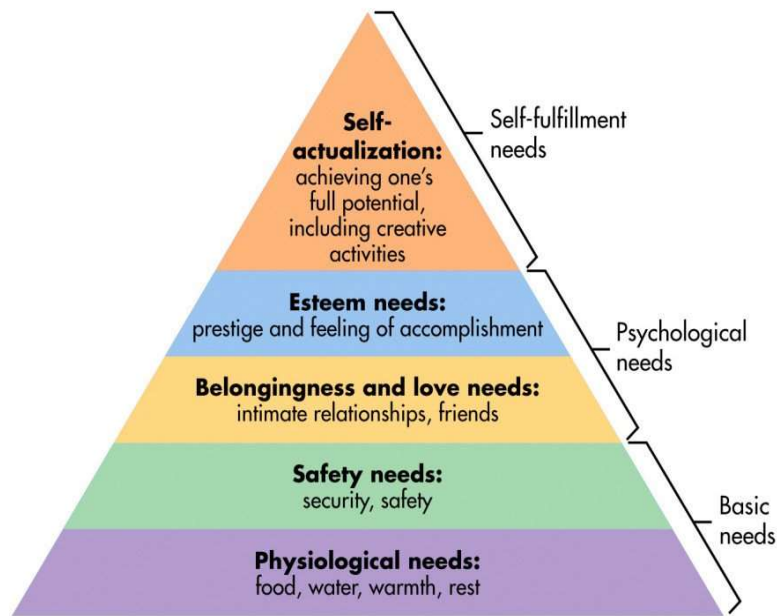 Self-
actualization:
achieving one's
full potential,
including creative
activities
Self-fulfillment
needs
Esteem needs:
prestige and feeling of accomplishment
Psychological
needs
Belongingness and love needs:
intimate relationships, friends
Safety needs:
security, safety
Basic
needs
Physiological needs:
food, water, warmth, rest